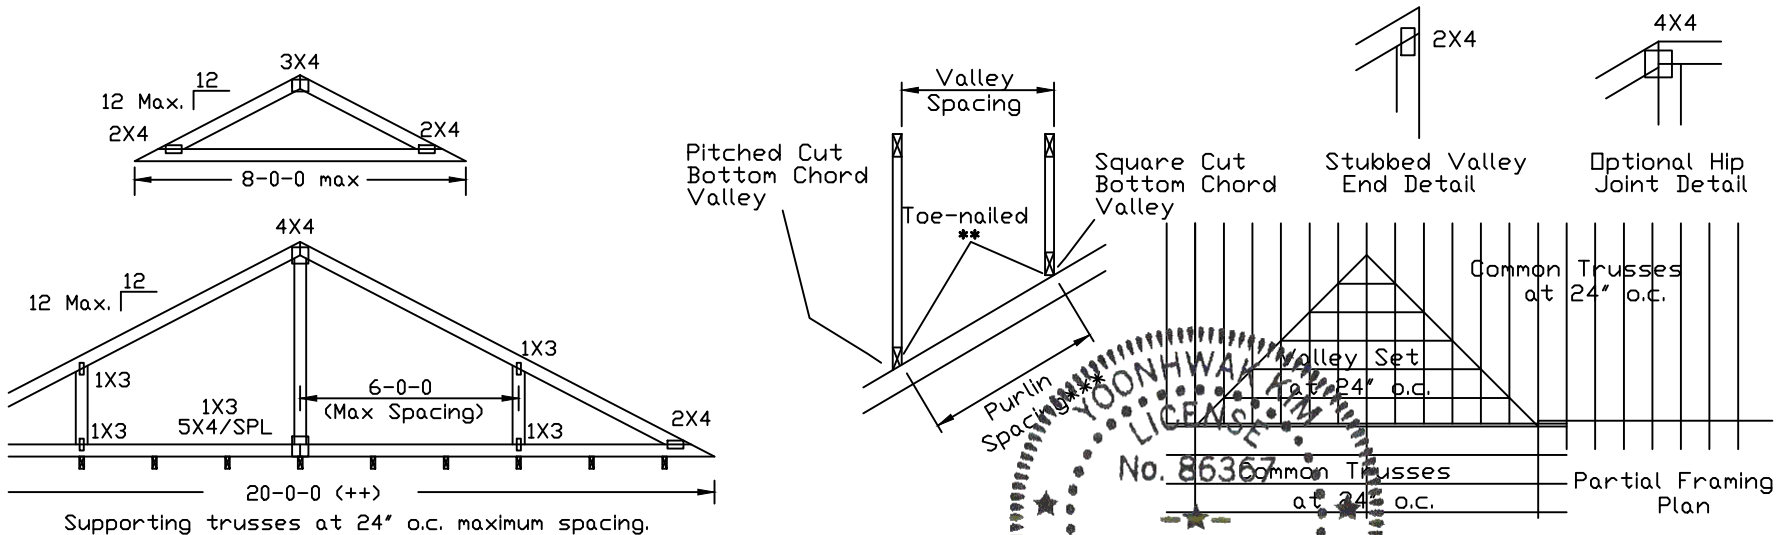 3X4
12
12 Max.
2X4
2X4
8-0-0 max
4X4
12
12 Max.
1X3
1X3
6-0-0
(Max Spacing)
1X3
5X4/SPL
2X4
1X3
1X3
20-0-0 (++)
Supporting trusses at 24" o.c. maximum spacing.
Valley
Spacing
Pitched Cut
Bottom Chord
Valley
Toe-nailed
**
Square Cut
Bottom Chord
Valley
Purlin
Spacing***
2X4
Stubbed Valley
End Detail
4X4
Optional Hip
Joint Detail
Common Trusses
at 24" o.c.
Valley Set
at 24" o.c.
Common Trusses
at 24" o.c.
Partial Framing
Plan
YOONHWAK KIM
LICENSE
No. 86367